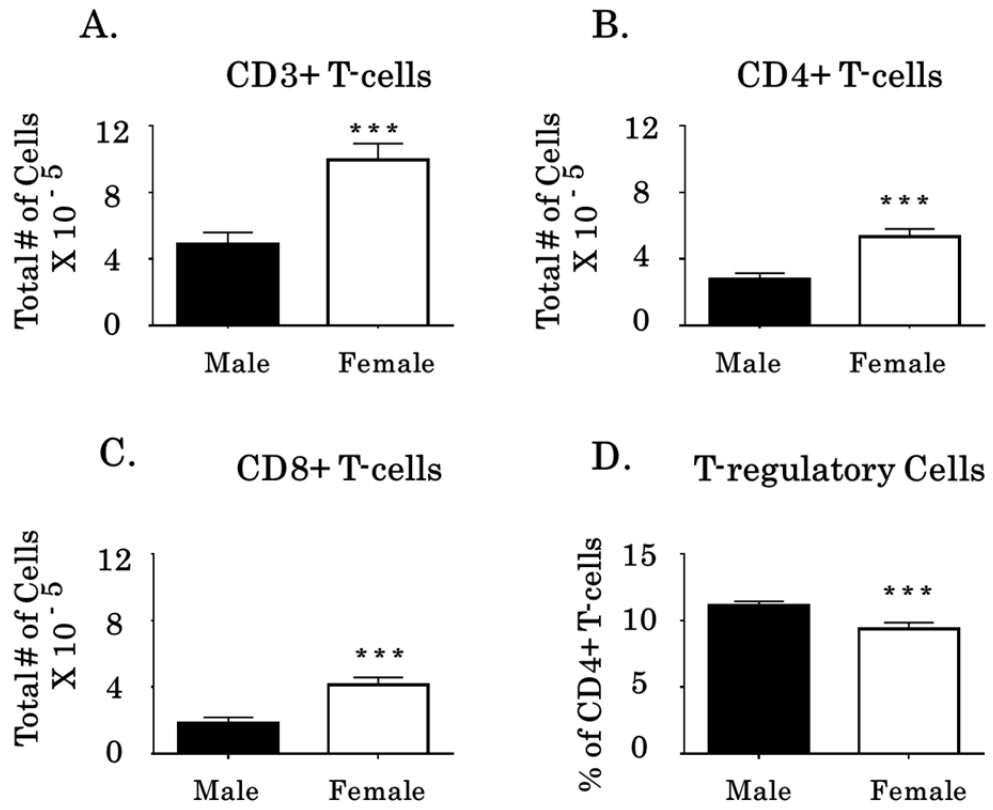 A.
CD3+ T-cells
Total # of Cells
X 10 - 5
12
8
4
0
***
Male
Female
B.
CD4+ T-cells
Total # of Cells
X 10 - 5
12
8
4
0
***
Male
Female
C.
CD8+ T-cells
Total # of Cells
X 10 - 5
12
8
4
0
***
Male
Female
D.
T-regulatory Cells
% of CD4+ T-cells
15
10
5
0
***
Male
Female